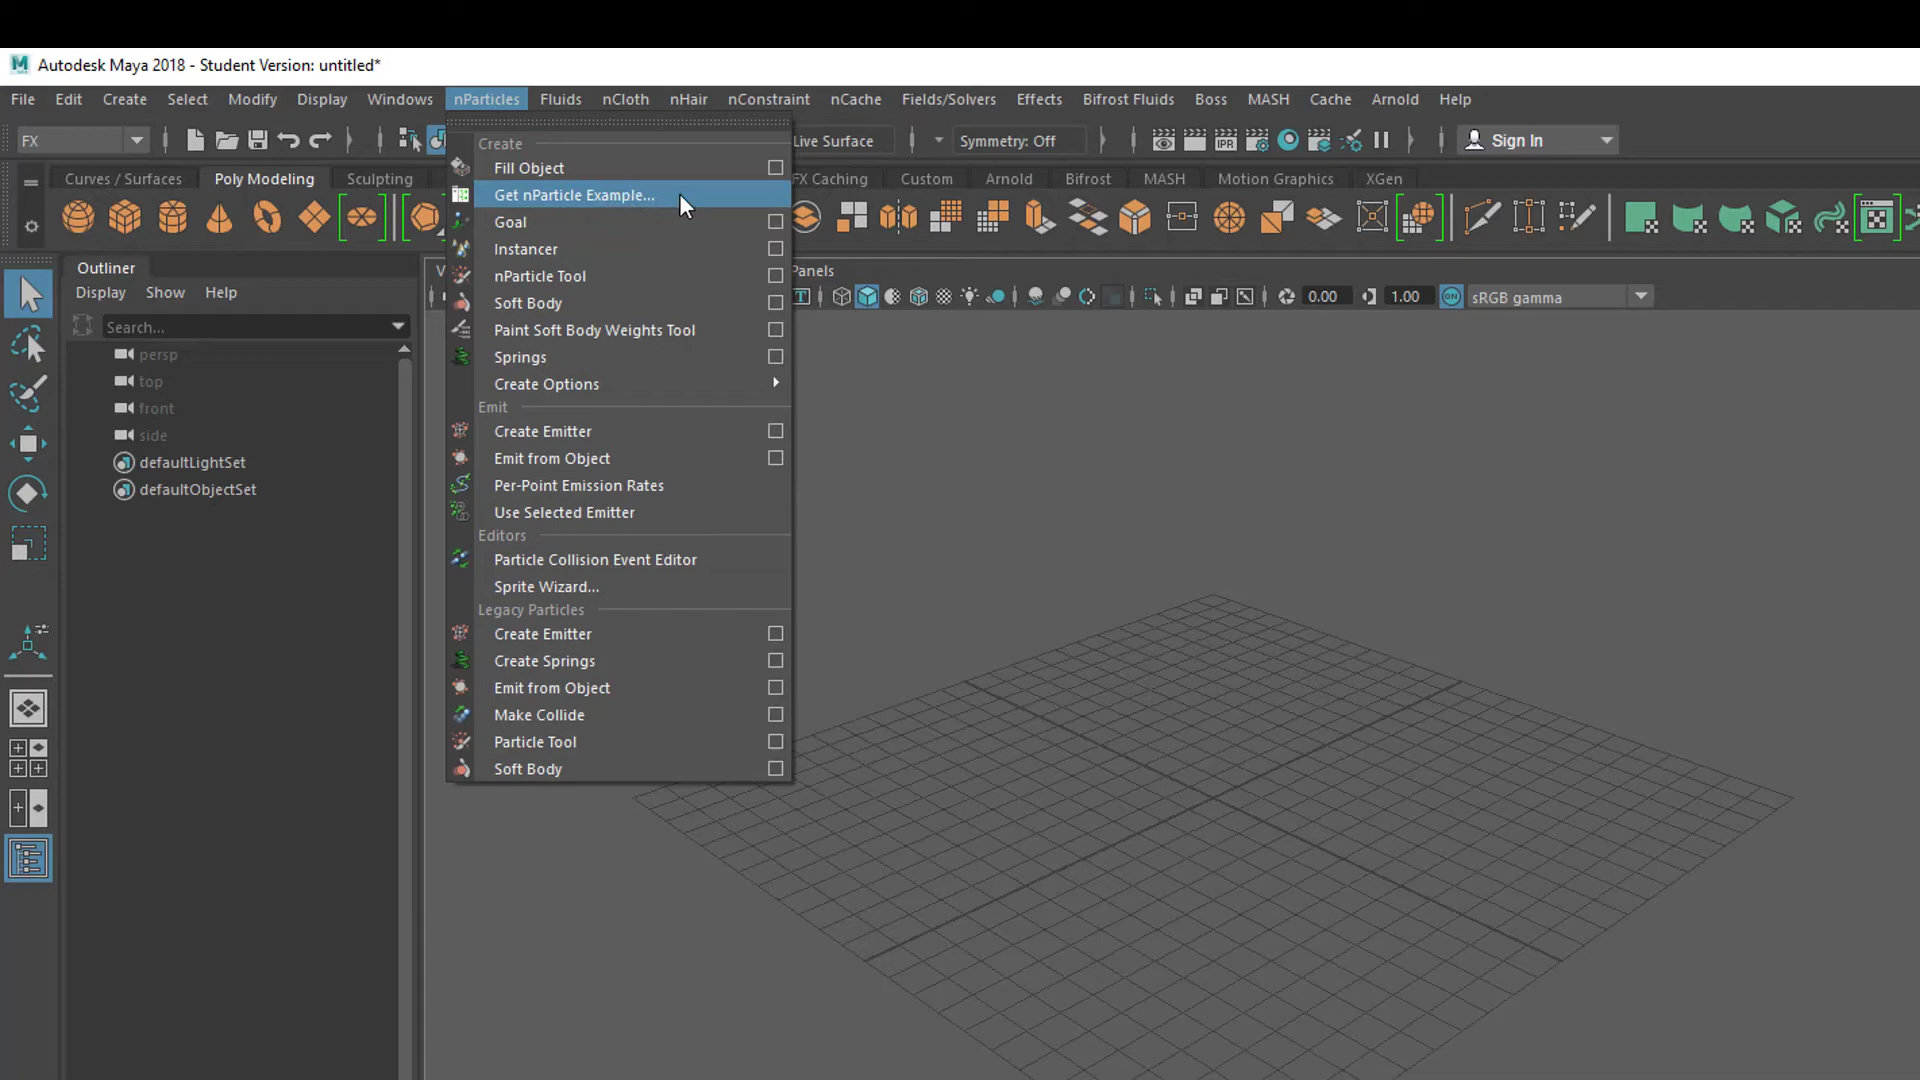 Autodesk Maya 2018 - Student Version: untitled*
File Edit Create Select Modify Display Windows nParticles Fluids nCloth nHair nConstraint nCache Fields/Solvers Effects Bifrost Fluids Boss MASH Cache Arnold Help
FX Live Surface Symmetry: Off IPR Sign In
Curves / Surfaces Poly Modeling Sculpting FX Caching Custom Arnold Bifrost MASH Motion Graphics XGen
Outliner
Display Show Help
Search...
persp
top
front
side
defaultLightSet
defaultObjectSet
Create
Fill Object
Get nParticle Example...
Goal
Instancer
nParticle Tool
Soft Body
Paint Soft Body Weights Tool
Springs
Create Options
Emit
Create Emitter
Emit from Object
Per-Point Emission Rates
Use Selected Emitter
Editors
Particle Collision Event Editor
Sprite Wizard...
Legacy Particles
Create Emitter
Create Springs
Emit from Object
Make Collide
Particle Tool
Soft Body
V Panels
0.00 1.00 ON sRGB gamma